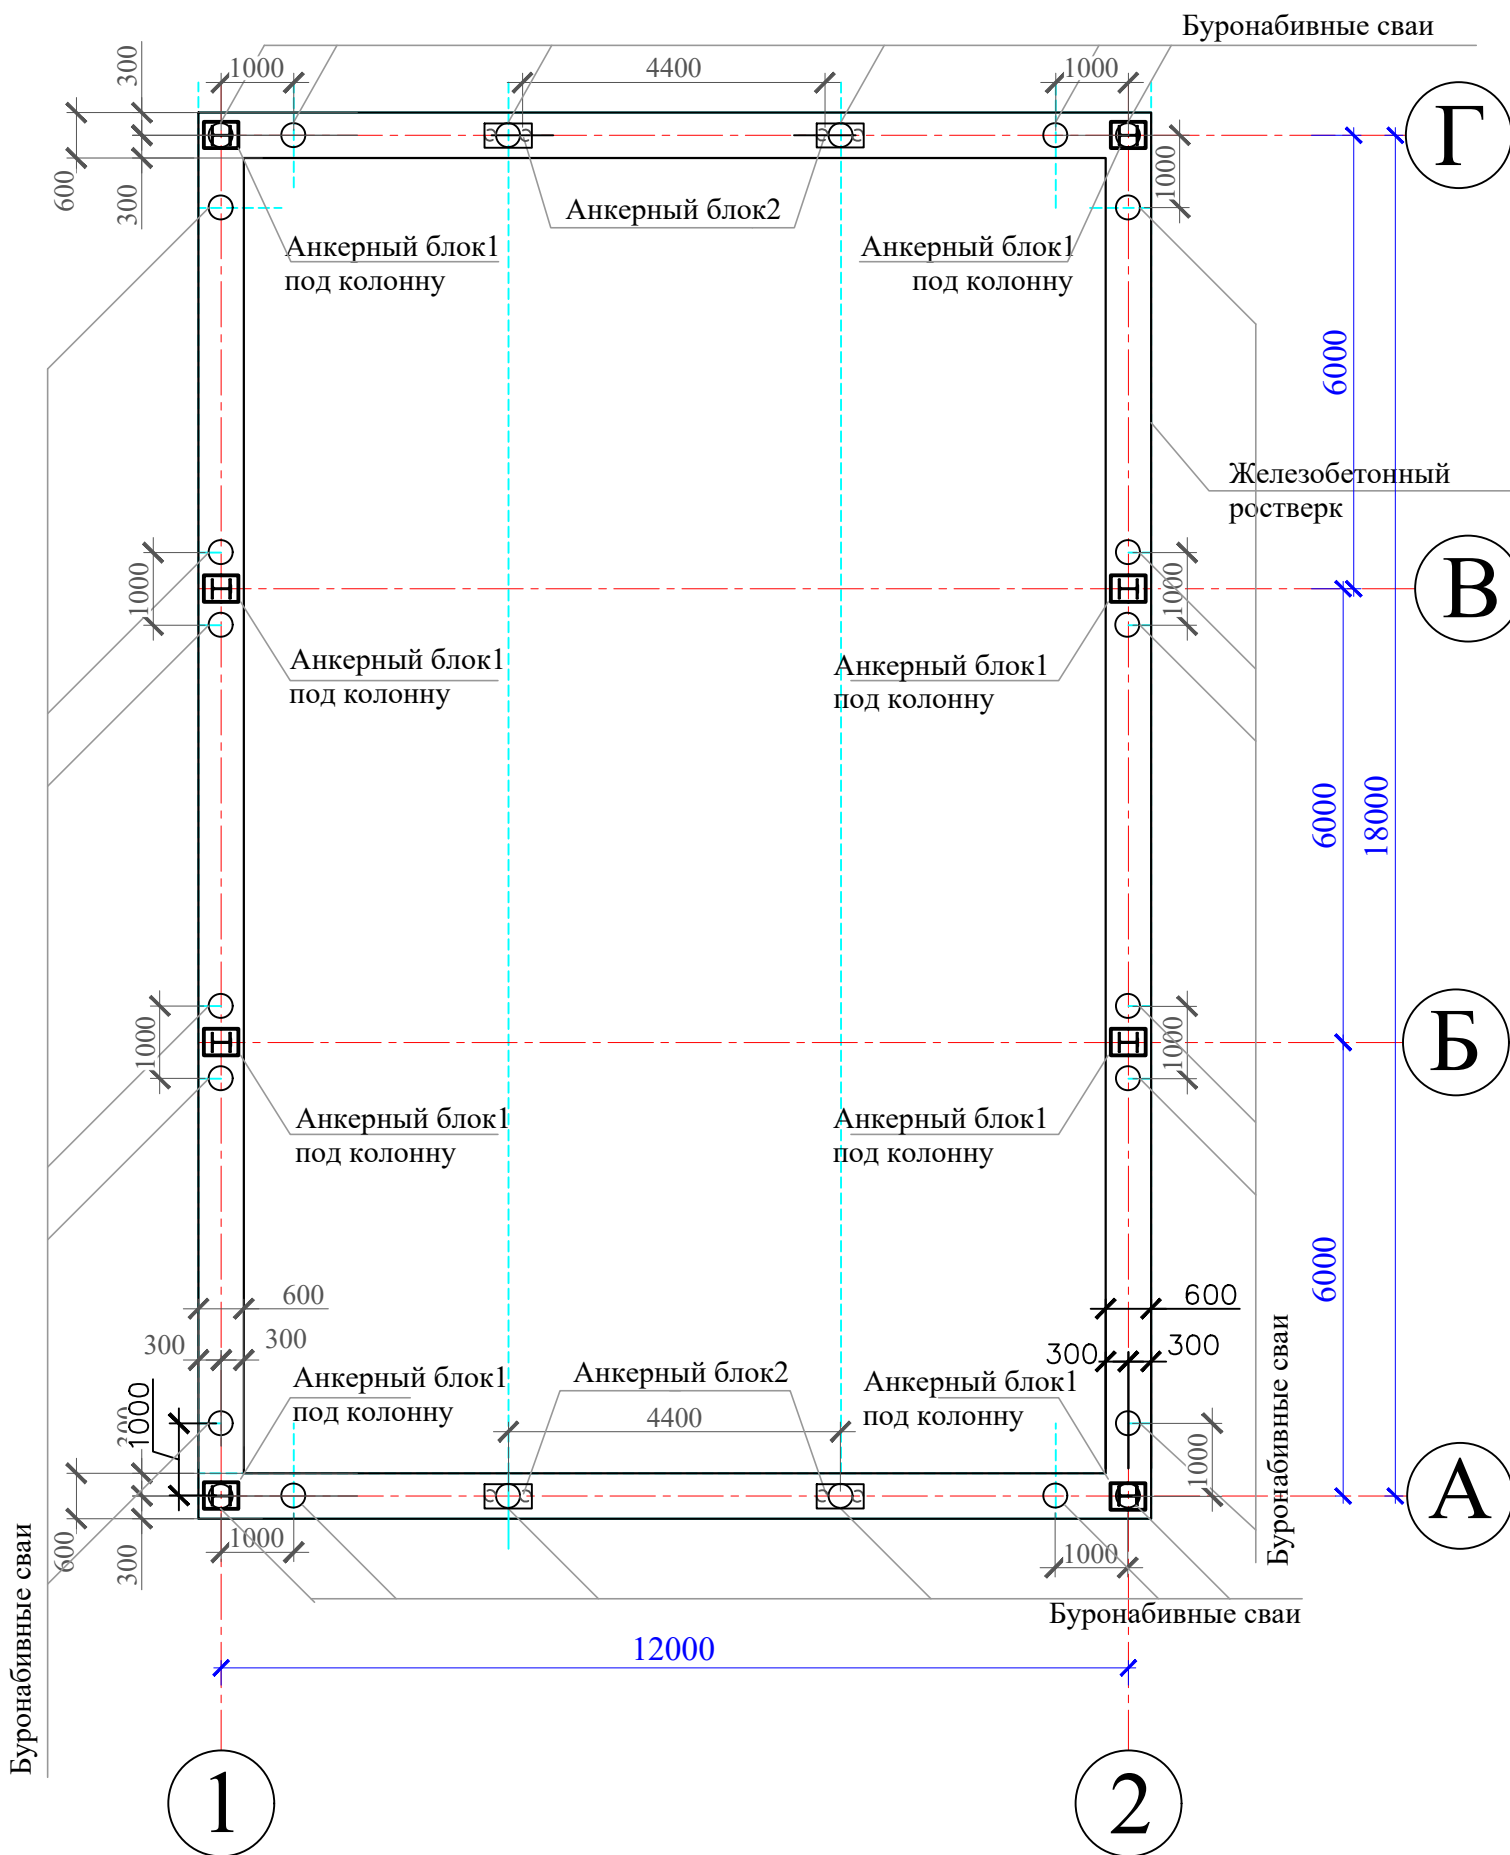 Буронабивные сваи
300
1000
4400
1000
Г
600
300
1000
Анкерный блок2
Анкерный блок1
под колонну
Анкерный блок1
под колонну
6000
Железобетонный
ростверк
1000
1000
В
Анкерный блок1
под колонну
Анкерный блок1
под колонну
6000
18000
1000
1000
Б
Анкерный блок1
под колонну
Анкерный блок1
под колонну
6000
600
600
300
300
300
300
Анкерный блок1
под колонну
Анкерный блок2
Анкерный блок1
под колонну
4400
1000
300
1000
А
600
300
1000
1000
Буронабивные сваи
Буронабивные сваи
Буронабивные сваи
12000
1
2